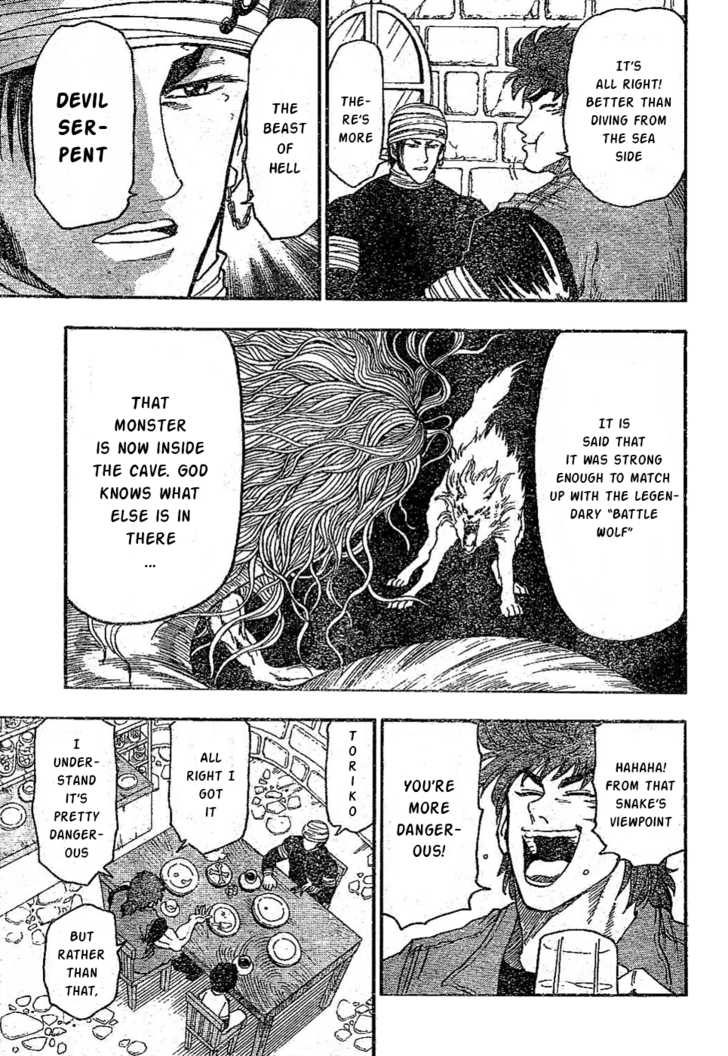 IT'S
ALL RIGHT!
BETTER THAN
DIVING FROM
THE SEA
SIDE
THE-
RE'S
MORE
THE
BEAST
OF
HELL
DEVIL
SER-
PENT
IT IS
SAID THAT
IT WAS STRONG
ENOUGH TO MATCH
UP WITH THE LEGEN-
DARY "BATTLE
WOLF"
THAT
MONSTER
IS NOW INSIDE
THE CAVE. GOD
KNOWS WHAT
ELSE IS IN
THERE
...
HAHAHA!
FROM THAT
SNAKE'S
VIEWPOINT
YOU'RE
MORE
DANGER-
OUS!
TORIKO
ALL
RIGHT I
GOT
IT
I
UNDER-
STAND
IT'S
PRETTY
DANGER-
OUS
BUT
RATHER
THAN
THAT,